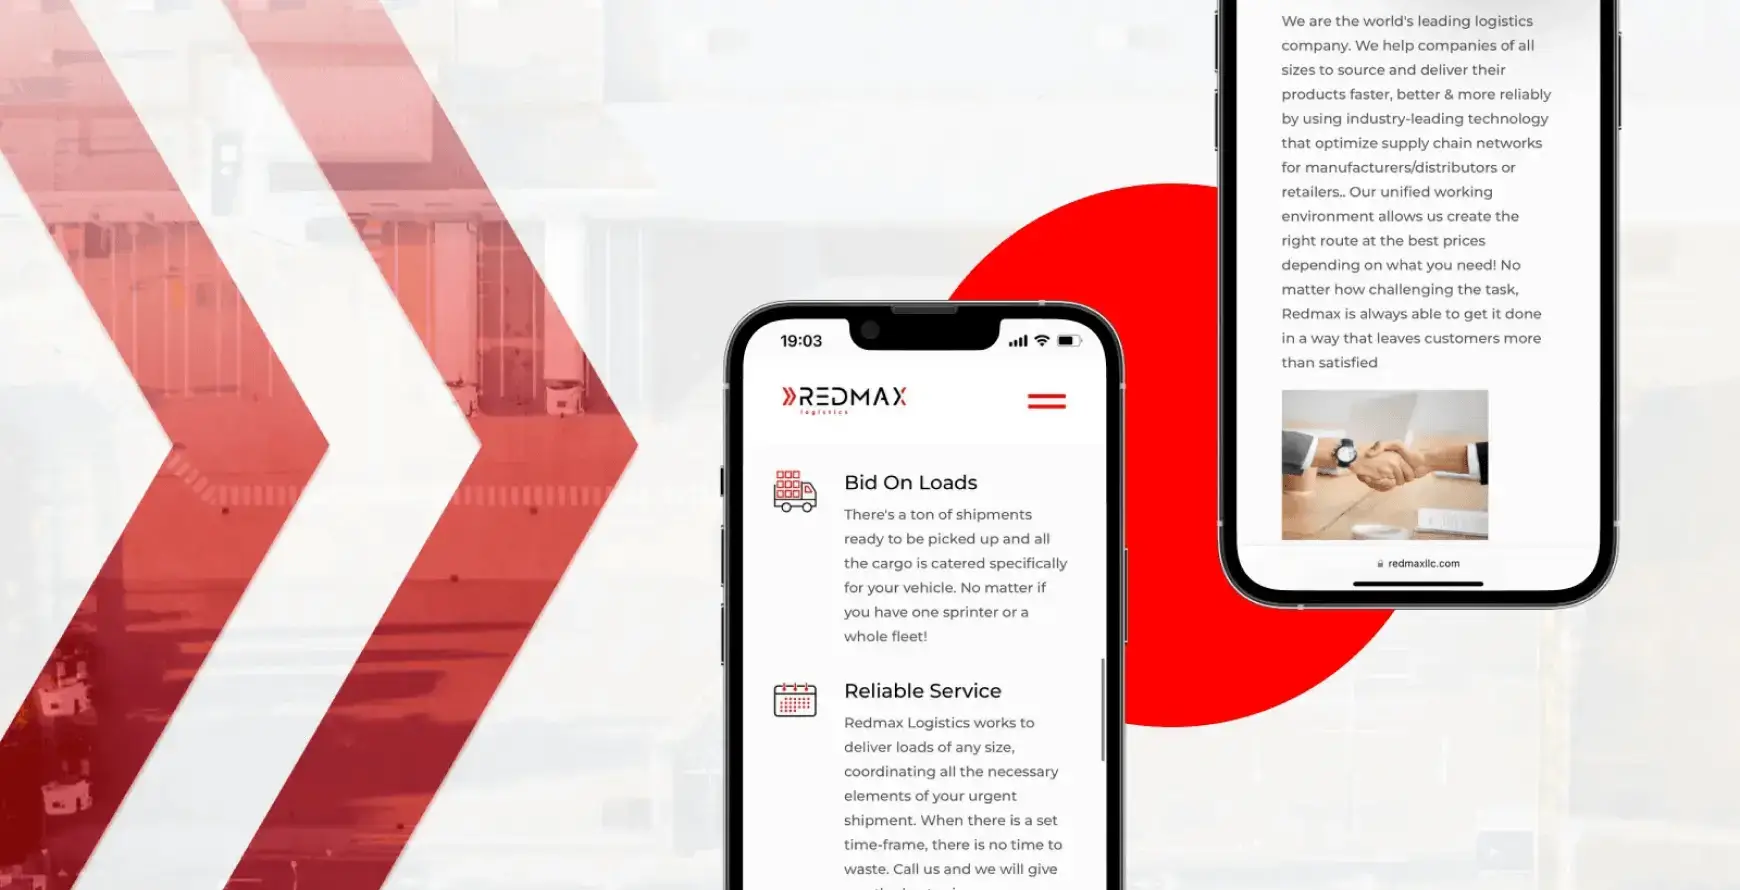 We are the world's leading logistics
company. We help companies of all
sizes to source and deliver their
products faster, better & more reliably
by using industry-leading technology
that optimize supply chain networks
for manufacturers/distributors or
retailers.. Our unified working
environment allows us create the
right route at the best prices
depending on what you need! No
matter how challenging the task,
Redmax is always able to get it done
in a way that leaves customers more
than satisfied
redmaxllc.com
19:03
REDMAX
logistics
Bid On Loads
There's a ton of shipments
ready to be picked up and all
the cargo is catered specifically
for your vehicle. No matter if
you have one sprinter or a
whole fleet!
Reliable Service
Redmax Logistics works to
deliver loads of any size,
coordinating all the necessary
elements of your urgent
shipment. When there is a set
time-frame, there is no time to
waste. Call us and we will give